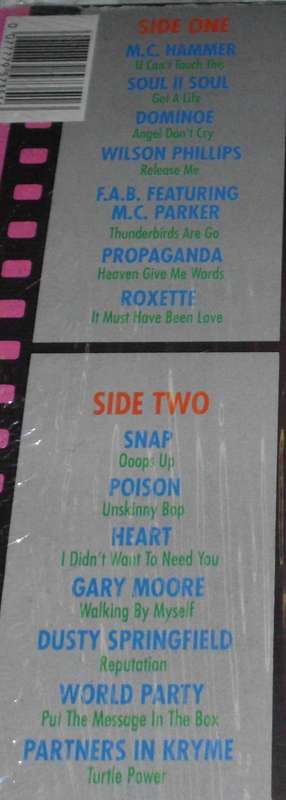 SIDE ONE
M.C. HAMMER
U Can't Touch This
SOUL II SOUL
Get A Life
DOMINOE
Angel Don't Cry
WILSON PHILLIPS
Release Me
F.A.B. FEATURING
M.C. PARKER
Thunderbirds Are Go
PROPAGANDA
Heaven Give Me Words
ROXETTE
It Must Have Been Love
SIDE TWO
SNAP
Ooops Up
POISON
Unskinny Bop
HEART
I Didn't Want To Need You
GARY MOORE
Walking By Myself
DUSTY SPRINGFIELD
Reputation
WORLD PARTY
Put The Message In The Box
PARTNERS IN KRYME
Turtle Power